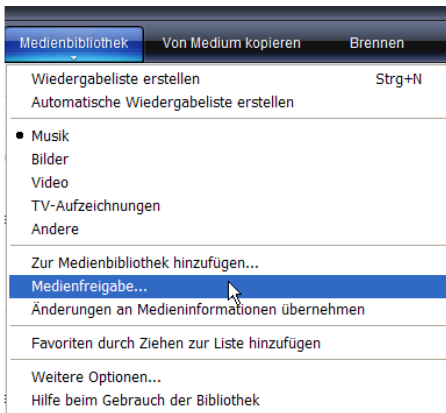 Medienbibliothek Von Medium kopieren Brennen
Wiedergabeliste erstellen Strg+N
Automatische Wiedergabeliste erstellen
Musik
Bilder
Video
TV-Aufzeichnungen
Andere
Zur Medienbibliothek hinzufügen...
Medienfreigabe...
Änderungen an Medieninformationen übernehmen
Favoriten durch Ziehen zur Liste hinzufügen
Weitere Optionen...
Hilfe beim Gebrauch der Bibliothek